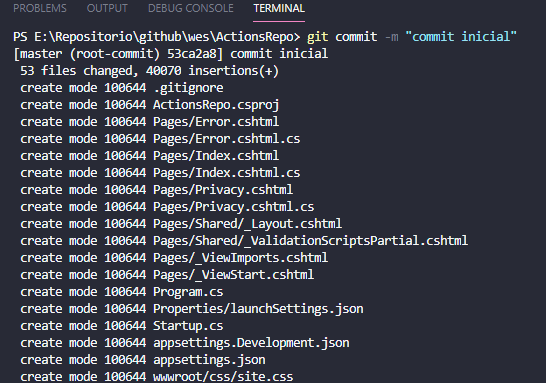 PROBLEMS OUTPUT DEBUG CONSOLE TERMINAL
PS E:\Repositorio\github\wes\ActionsRepo> git commit -m "commit inicial"
[master (root-commit) 53ca2a8] commit inicial
53 files changed, 40070 insertions(+)
create mode 100644 .gitignore
create mode 100644 ActionsRepo.csproj
create mode 100644 Pages/Error.cshtml
create mode 100644 Pages/Error.cshtml.cs
create mode 100644 Pages/Index.cshtml
create mode 100644 Pages/Index.cshtml.cs
create mode 100644 Pages/Privacy.cshtml
create mode 100644 Pages/Privacy.cshtml.cs
create mode 100644 Pages/Shared/_Layout.cshtml
create mode 100644 Pages/Shared/_ValidationScriptsPartial.cshtml
create mode 100644 Pages/_ViewImports.cshtml
create mode 100644 Pages/_ViewStart.cshtml
create mode 100644 Program.cs
create mode 100644 Properties/launchSettings.json
create mode 100644 Startup.cs
create mode 100644 appsettings.Development.json
create mode 100644 appsettings.json
create mode 100644 wwwroot/css/site.css